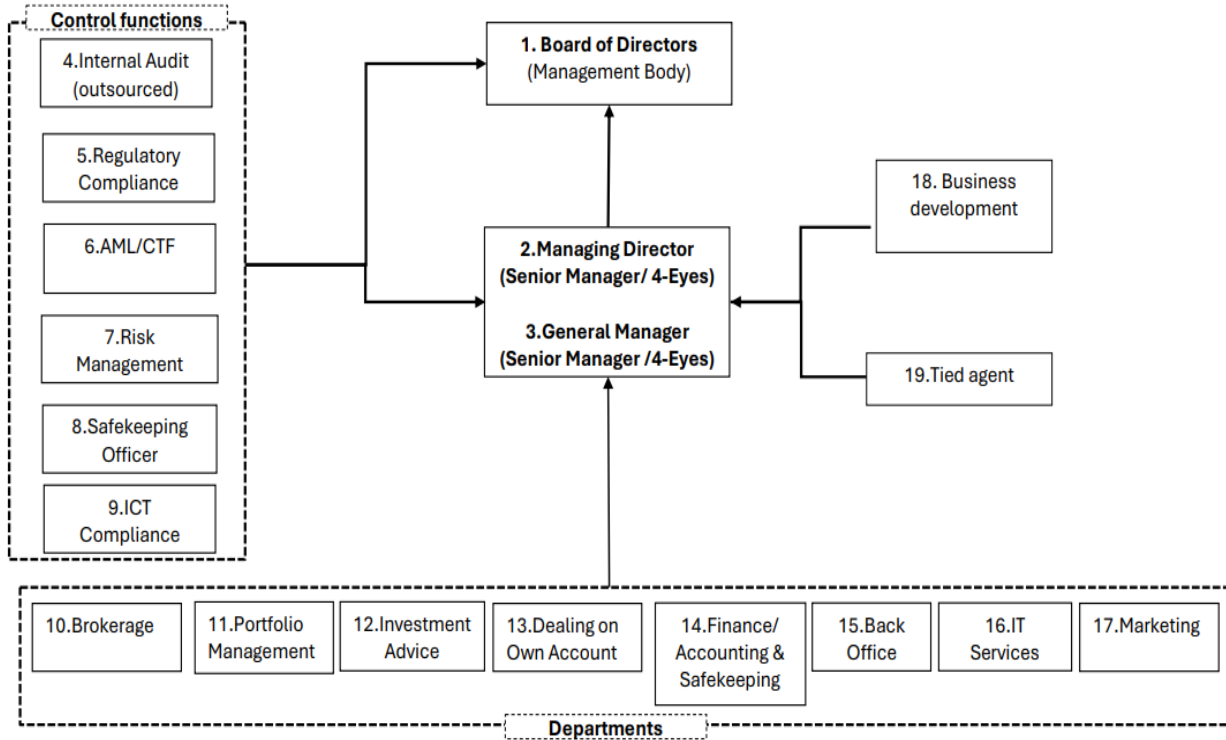 Control functions
4.Internal Audit
(outsourced)
5.Regulatory
Compliance
6.AML/CTF
7.Risk
Management
8.Safekeeping
Officer
9.ICT
Compliance
1. Board of Directors
(Management Body)
2.Managing Director
(Senior Manager/ 4-Eyes)
3.General Manager
(Senior Manager /4-Eyes)
18. Business
development
19.Tied agent
10.Brokerage
11.Portfolio
Management
12.Investment
Advice
13.Dealing on
Own Account
14.Finance/
Accounting &
Safekeeping
15.Back
Office
16.IT
Services
17.Marketing
Departments